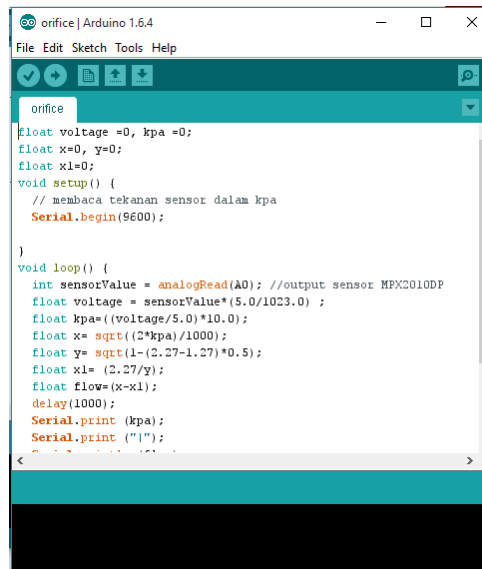 orifice | Arduino 1.6.4
File Edit Sketch Tools Help
orifice
float voltage =0, kpa =0;
float x=0, y=0;
float x1=0;
void setup() {
  // membaca tekanan sensor dalam kpa
  Serial.begin(9600);
}
void loop() {
  int sensorValue = analogRead(A0); //output sensor MPX2010DP
  float voltage = sensorValue*(5.0/1023.0) ;
  float kpa=((voltage/5.0)*10.0);
  float x= sqrt((2*kpa)/1000);
  float y= sqrt(1-(2.27-1.27)*0.5);
  float x1= (2.27/y);
  float flow=(x-x1);
  delay(1000);
  Serial.print (kpa);
  Serial.print ("|");